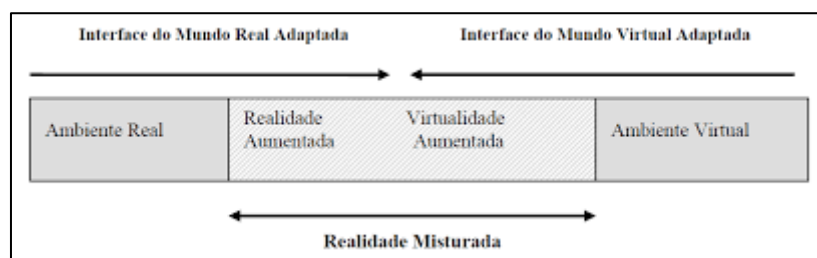 Interface do Mundo Real Adaptada
Interface do Mundo Virtual Adaptada
Ambiente Real
Realidade
Aumentada
Virtualidade
Aumentada
Ambiente Virtual
Realidade Misturada